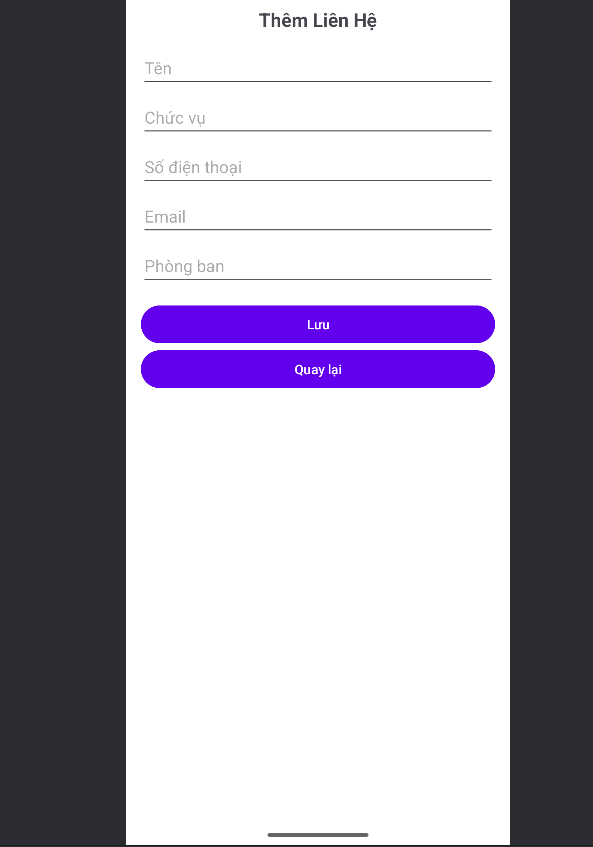 Thêm Liên Hệ
Tên
Chức vụ
Số điện thoại
Email
Phòng ban
Lưu
Quay lại